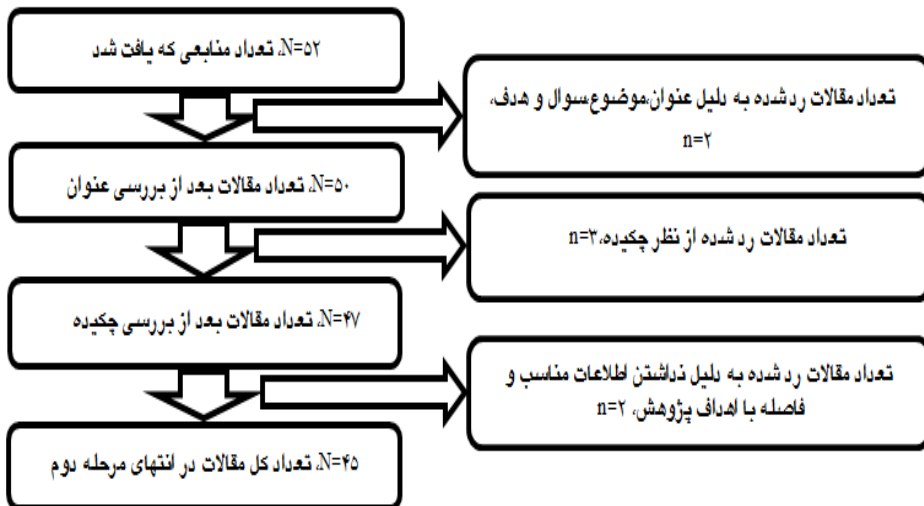 N=۵۲، تعداد منابعی که یافت شد
تعداد مقالات رد شده به دلیل عنوان،موضوع،سوال و هدف،
n=۲
N=۵۰، تعداد مقالات بعد از بررسی عنوان
تعداد مقالات رد شده از نظر چکیده،n=۳
N=۴۷، تعداد مقالات بعد از بررسی چکیده
تعداد مقالات رد شده به دلیل نداشتن اطلاعات مناسب و
فاصله با اهداف پژوهش، n=۲
N=۴۵، تعداد کل مقالات در انتهای مرحله دوم